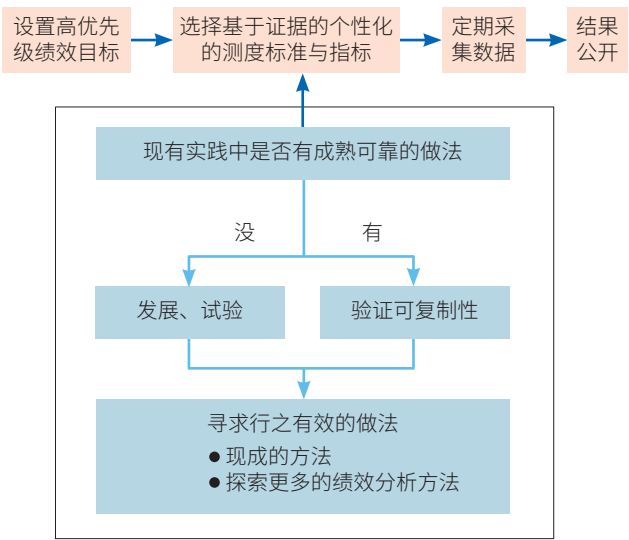 设置高优先
级绩效目标
选择基于证据的个性化
的测度标准与指标
定期采
集数据
结果
公开
现有实践中是否有成熟可靠的做法
没
有
发展、试验
验证可复制性
寻求行之有效的做法
●现成的方法
●探索更多的绩效分析方法